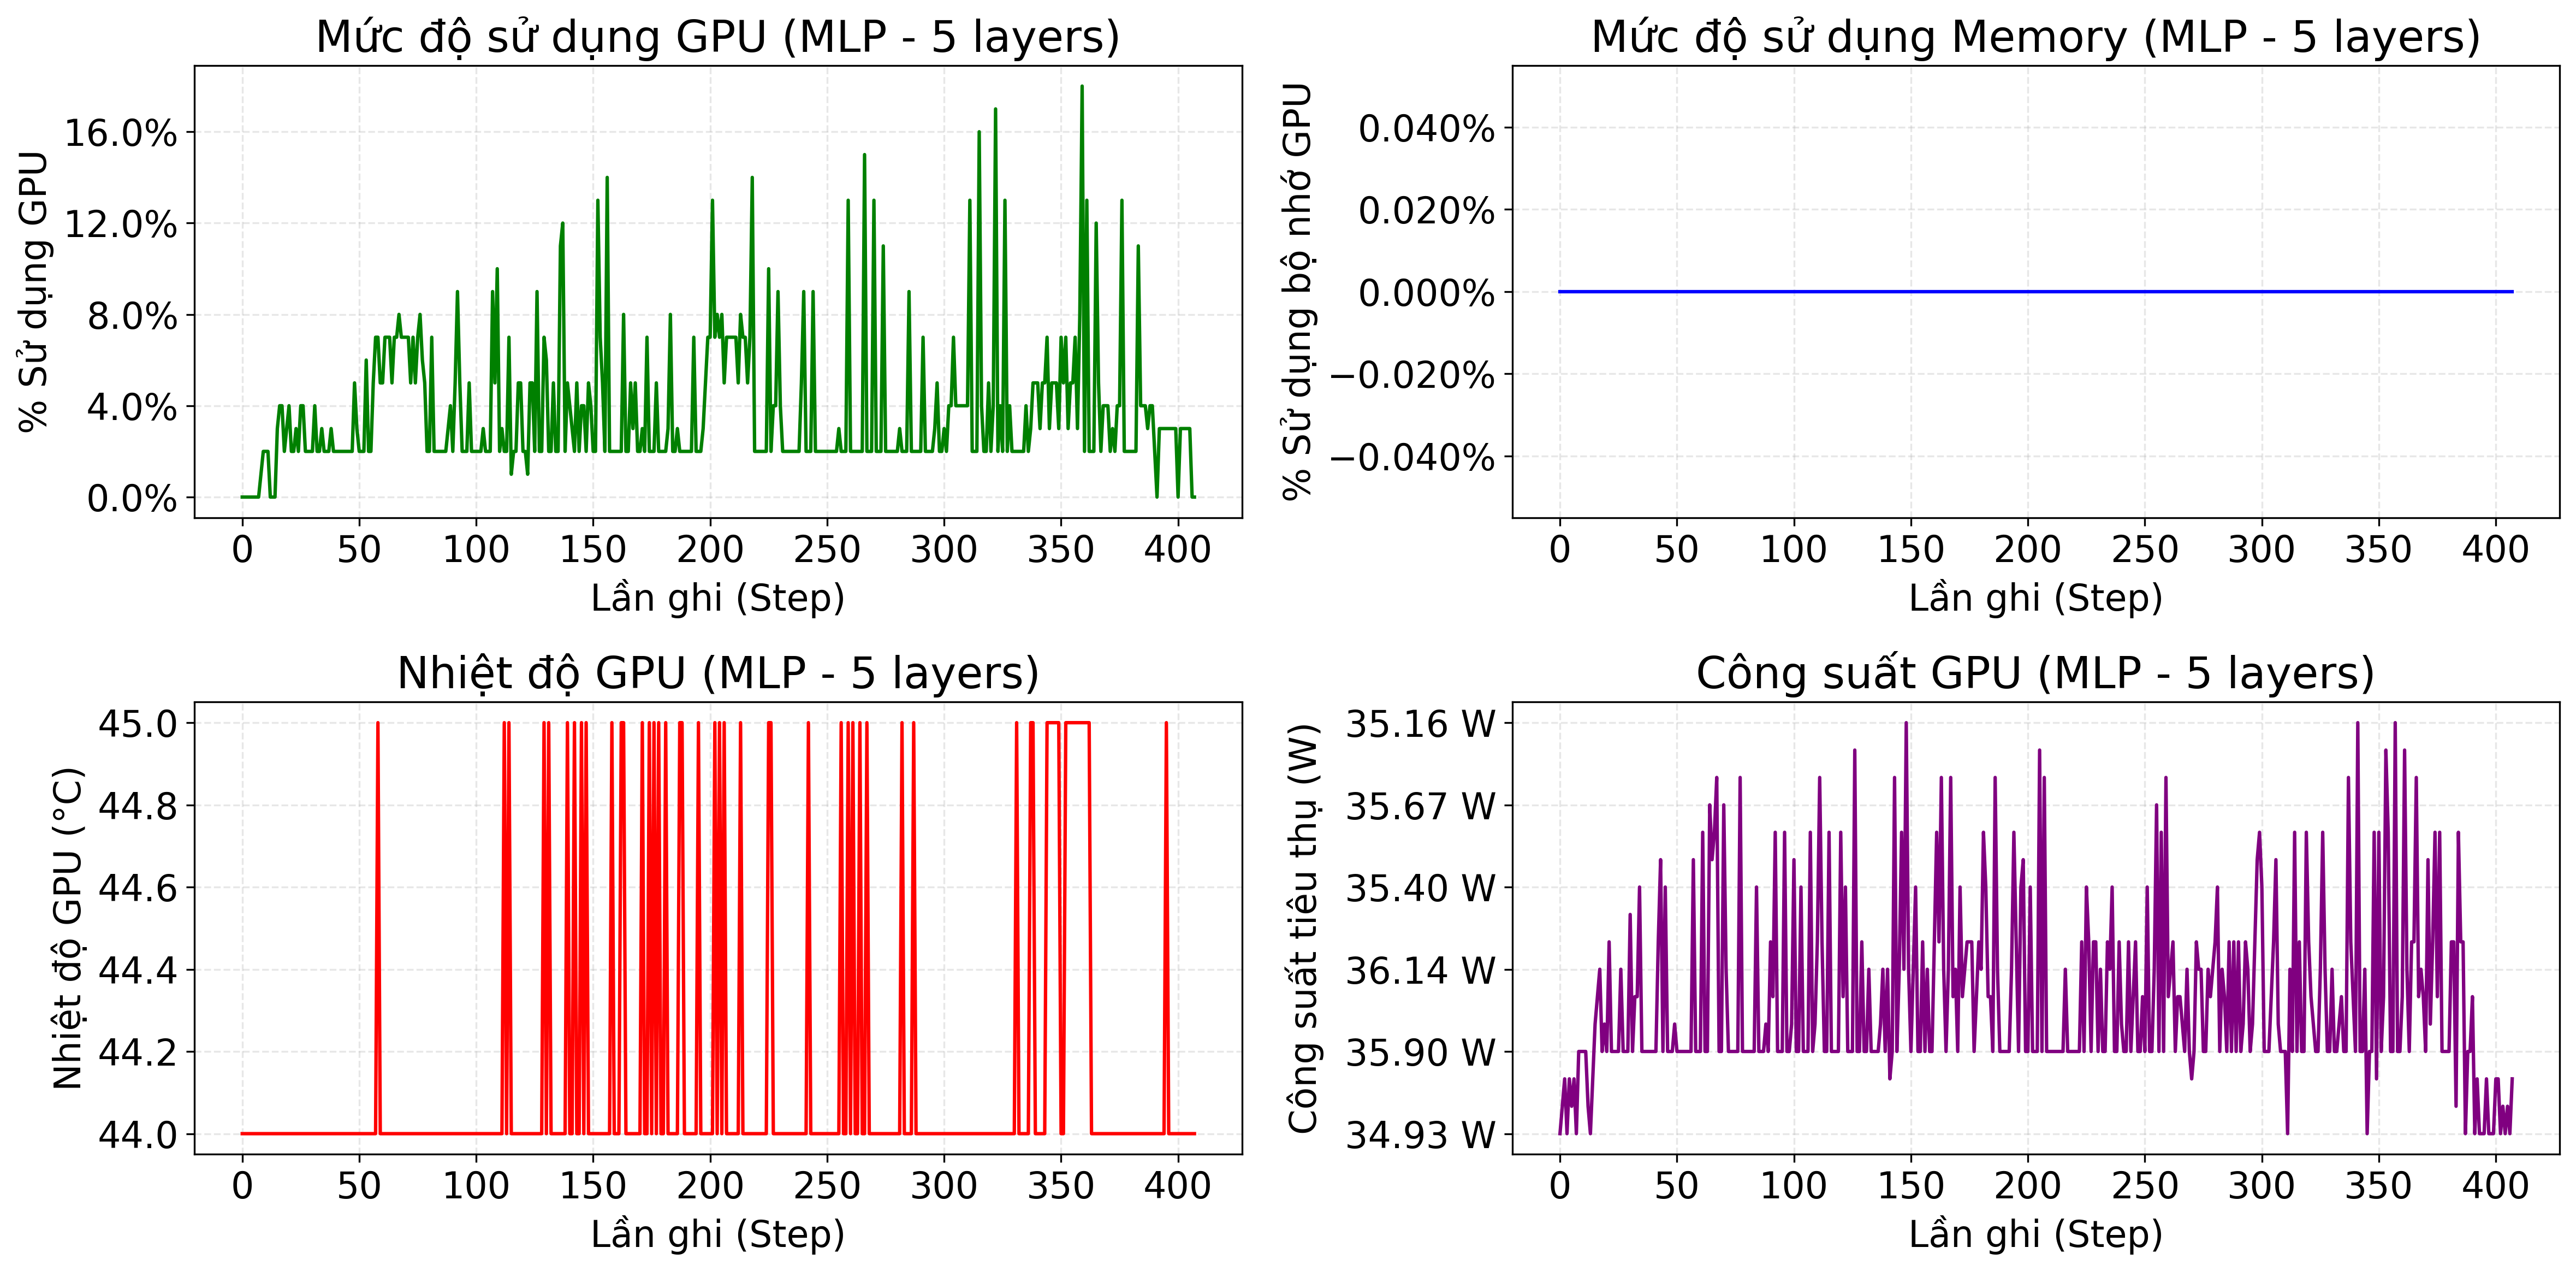 Mức độ sử dụng GPU (MLP - 5 layers)
% Sử dụng GPU
16.0%
12.0%
8.0%
4.0%
0.0%
0 50 100 150 200 250 300 350 400
Lần ghi (Step)
Mức độ sử dụng Memory (MLP - 5 layers)
% Sử dụng bộ nhớ GPU
0.040%
0.020%
0.000%
−0.020%
−0.040%
0 50 100 150 200 250 300 350 400
Lần ghi (Step)
Nhiệt độ GPU (MLP - 5 layers)
Nhiệt độ GPU (°C)
45.0
44.8
44.6
44.4
44.2
44.0
0 50 100 150 200 250 300 350 400
Lần ghi (Step)
Công suất GPU (MLP - 5 layers)
Công suất tiêu thụ (W)
35.16 W
35.67 W
35.40 W
36.14 W
35.90 W
34.93 W
0 50 100 150 200 250 300 350 400
Lần ghi (Step)